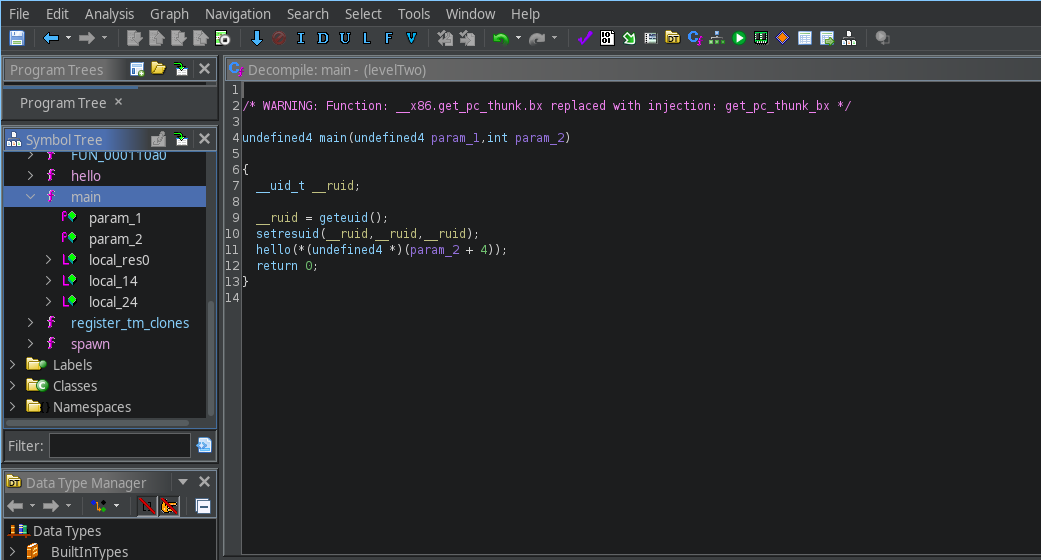 File Edit Analysis Graph Navigation Search Select Tools Window Help
I D U L F V
Program Trees
Program Tree ×
Symbol Tree
FUN_000110a0
f hello
f main
param_1
param_2
local_res0
local_14
local_24
f register_tm_clones
f spawn
Labels
Classes
Namespaces
Filter:
Data Type Manager
Data Types
BuiltInTypes
Decompile: main - (levelTwo)
1
2 /* WARNING: Function: __x86.get_pc_thunk.bx replaced with injection: get_pc_thunk_bx */
3
4 undefined4 main(undefined4 param_1,int param_2)
5
6 {
7 __uid_t __ruid;
8
9 __ruid = geteuid();
10 setresuid(__ruid,__ruid,__ruid);
11 hello(*(undefined4 *)(param_2 + 4));
12 return 0;
13 }
14